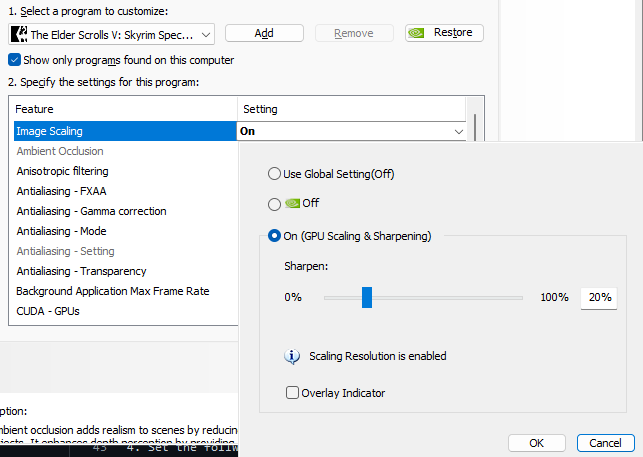 1. Select a program to customize:
The Elder Scrolls V: Skyrim Spec...
Add
Remove
Restore
Show only programs found on this computer
2. Specify the settings for this program:
Feature
Setting
Image Scaling
On
Ambient Occlusion
Anisotropic filtering
Antialiasing - FXAA
Antialiasing - Gamma correction
Antialiasing - Mode
Antialiasing - Setting
Antialiasing - Transparency
Background Application Max Frame Rate
CUDA - GPUs
Use Global Setting(Off)
Off
On (GPU Scaling & Sharpening)
Sharpen:
0%
100%
20%
Scaling Resolution is enabled
Overlay Indicator
OK
Cancel
ption:
mbient occlusion adds realism to scenes by reducing
It enhances depth perception by providing
45 4. Set the follow